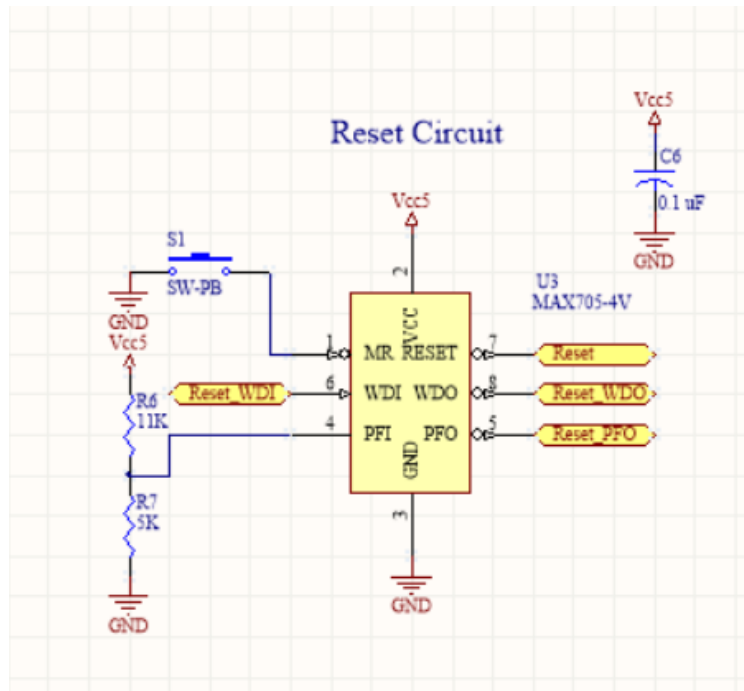 Reset Circuit
Vcc5
C6
0.1 uF
GND
Vcc5
2
S1
SW-PB
GND
U3
MAX705-4V
VCC
1
MR
RESET
7
Reset
Reset_WDI
6
WDI
WDO
8
Reset_WDO
4
PFI
PFO
5
Reset_PFO
GND
3
GND
Vcc5
R6
11K
R7
5K
GND